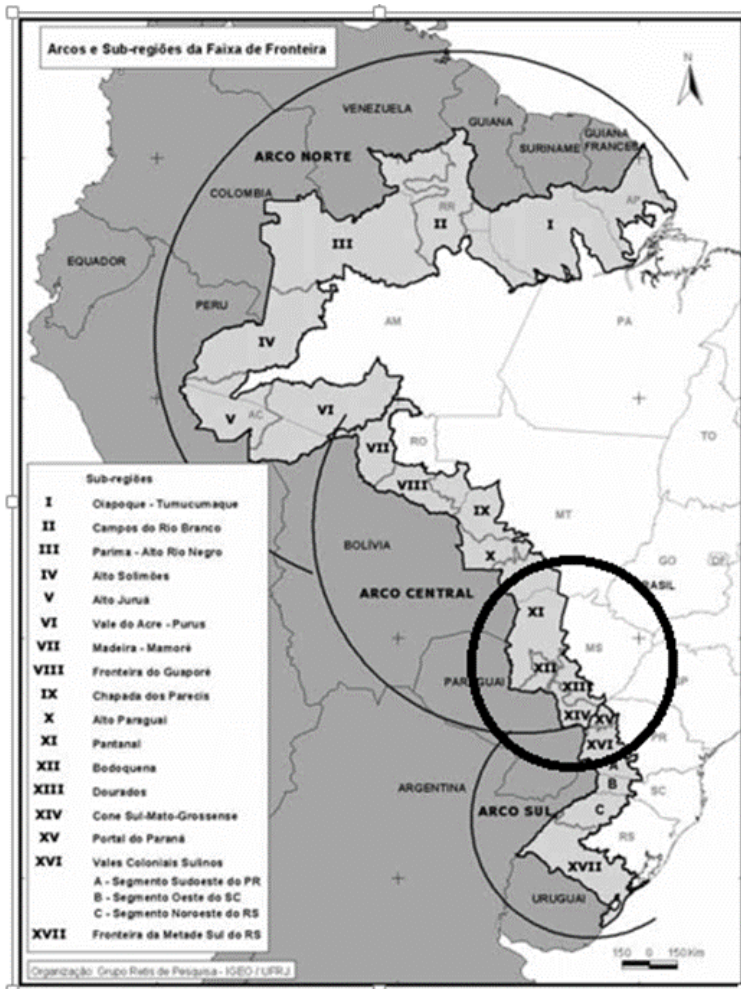 Arcos e Sub-regiões da Faixa de Fronteira
N
VENEZUELA
GUIANA
SURINAME
GUIANA
FRANCESA
ARCO NORTE
COLOMBIA
RR
AP
EQUADOR
III
II
I
PERU
IV
AM
PA
V
AC
VI
VII
RO
TO
VIII
IX
MT
X
BOLÍVIA
GO
DF
BRASIL
ARCO CENTRAL
XI
MS
PARAGUAI
XII
XIII
SP
XIV
XV
XVI
PR
A
ARGENTINA
B
SC
ARCO SUL
C
RS
XVII
URUGUAI
Sub-regiões
I Oiapoque - Tumucumaque
II Campos do Rio Branco
III Parima - Alto Rio Negro
IV Alto Solimões
V Alto Juruá
VI Vale do Acre - Purus
VII Madeira - Mamoré
VIII Fronteira do Guaporé
IX Chapada dos Parecis
X Alto Paraguai
XI Pantanal
XII Bodoquena
XIII Dourados
XIV Cone Sul-Mato-Grossense
XV Portal do Paraná
XVI Vales Coloniais Sulinos
A - Segmento Sudoeste do PR
B - Segmento Oeste do SC
C - Segmento Noroeste do RS
XVII Fronteira da Metade Sul do RS
150 0 150 Km
Organização: Grupo Retis de Pesquisa - IGEO / UFRJ